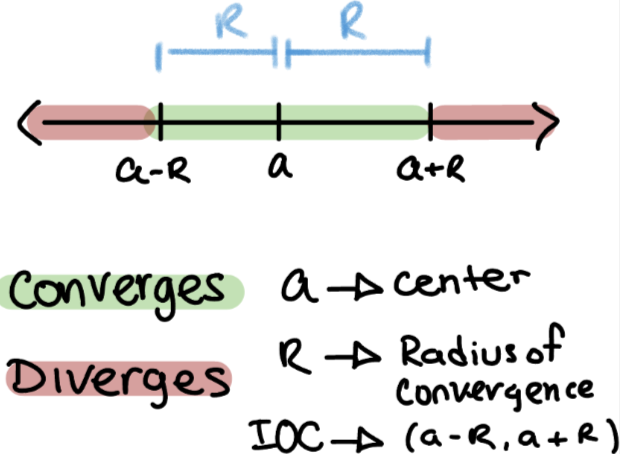 R R
a-R a a+R
Converges a → center
Diverges R → Radius of
Convergence
IOC → (a-R, a+R)